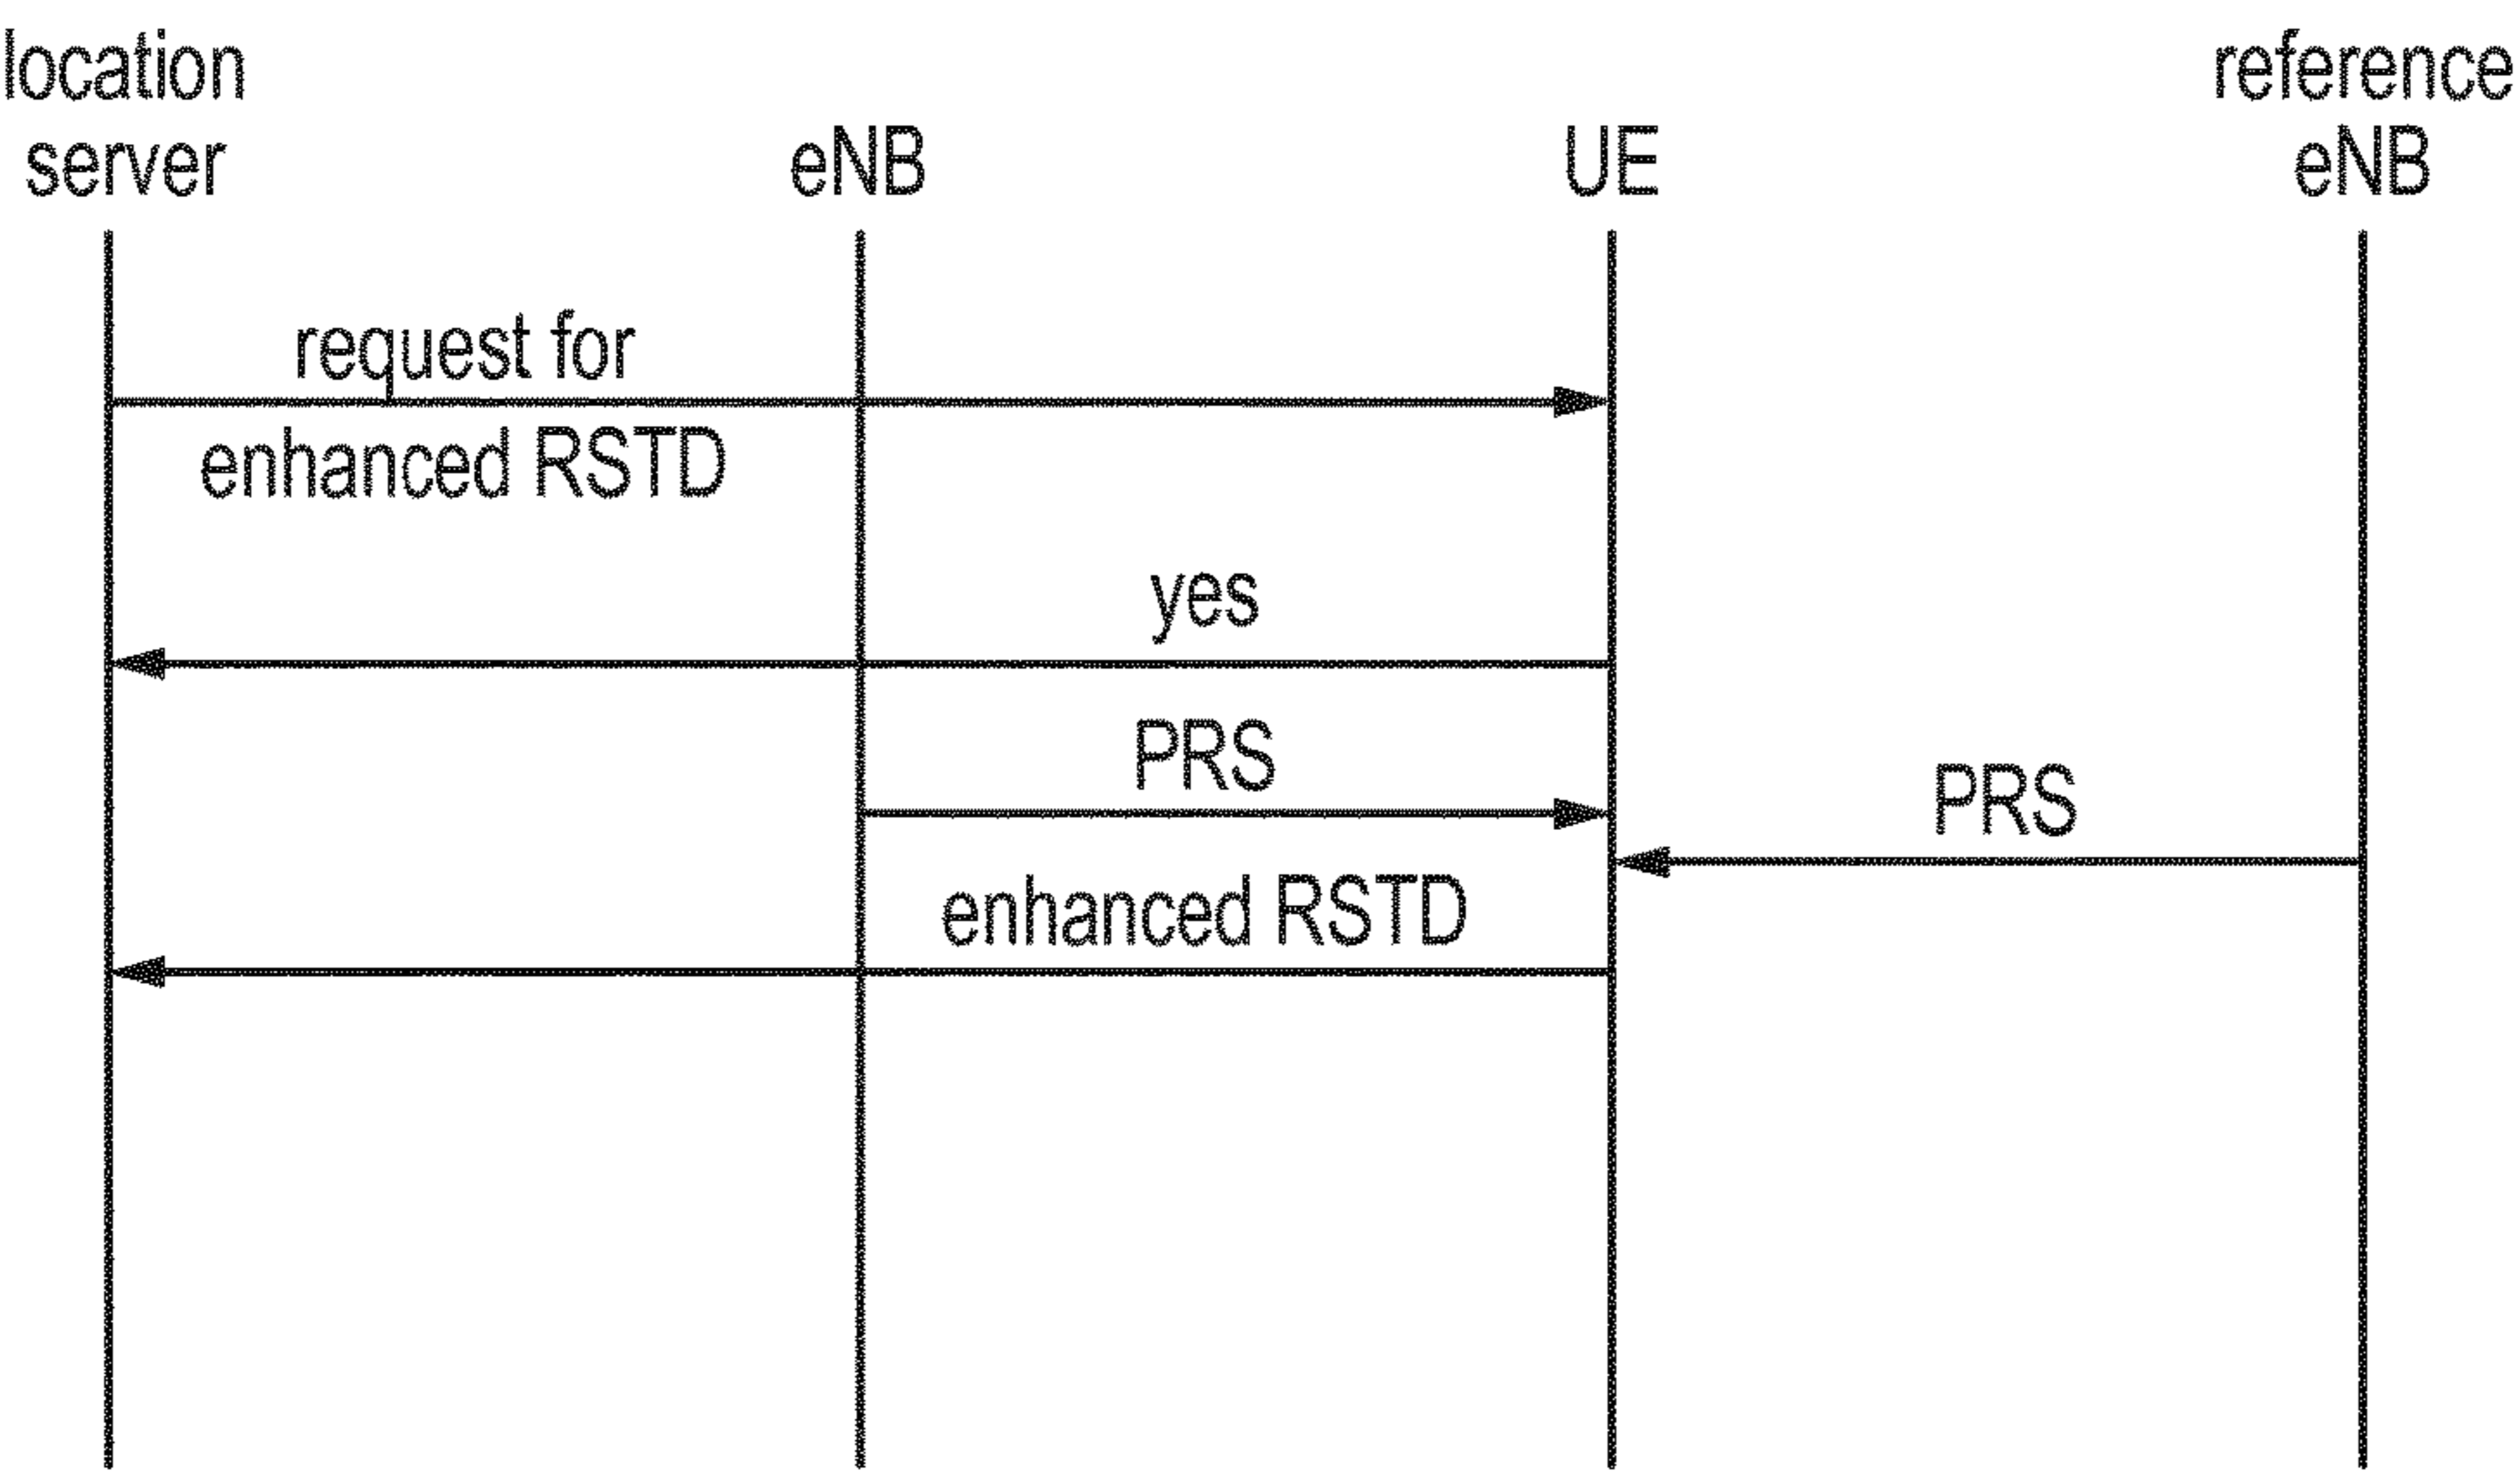 location
server
eNB
UE
reference
eNB
request for
enhanced RSTD
yes
PRS
PRS
enhanced RSTD